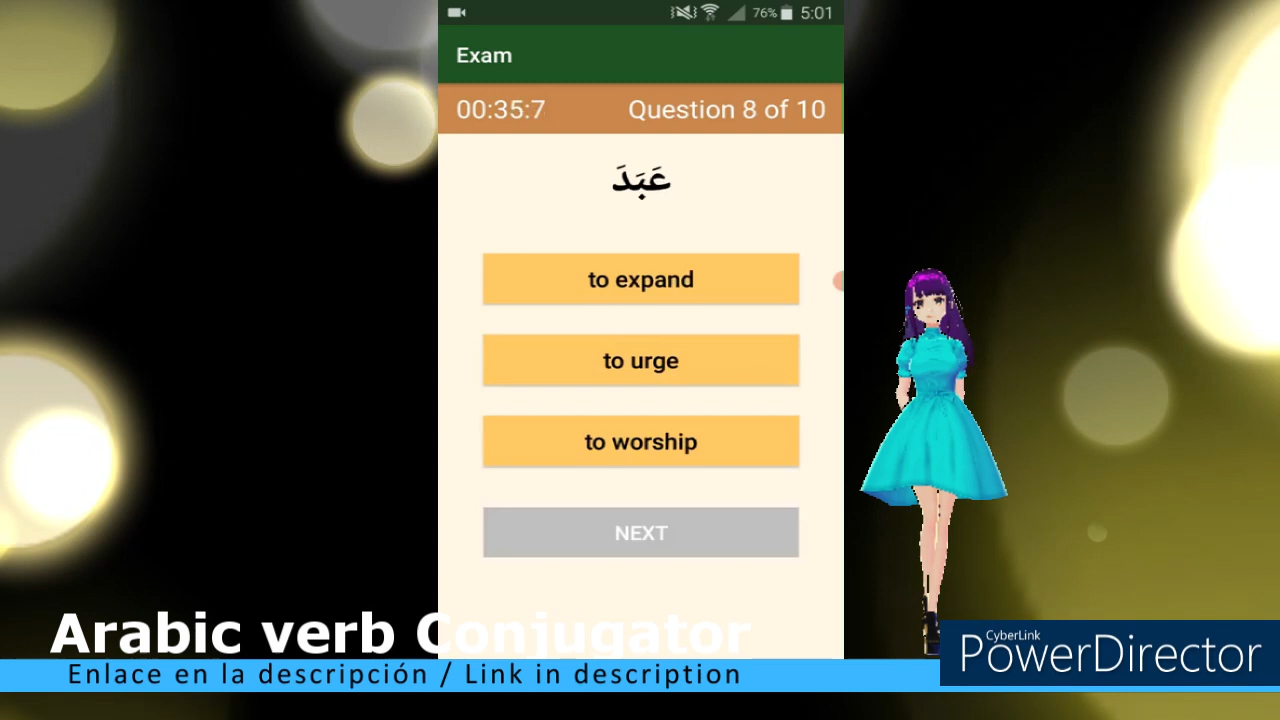 76% 5:01
Exam
00:35:7 Question 8 of 10
عَبَدَ
to expand
to urge
to worship
NEXT
Arabic verb Conjugator
Enlace en la descripción / Link in description
CyberLink
PowerDirector